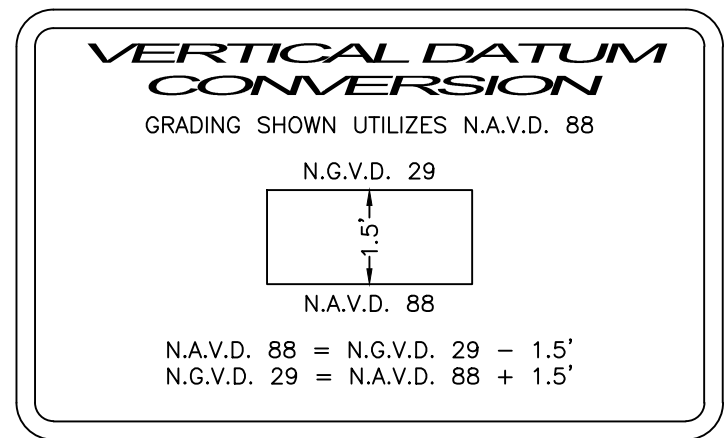 VERTICAL DATUM
CONVERSION
GRADING SHOWN UTILIZES N.A.V.D. 88
N.G.V.D. 29
1.5'
N.A.V.D. 88
N.A.V.D. 88 = N.G.V.D. 29 - 1.5'
N.G.V.D. 29 = N.A.V.D. 88 + 1.5'